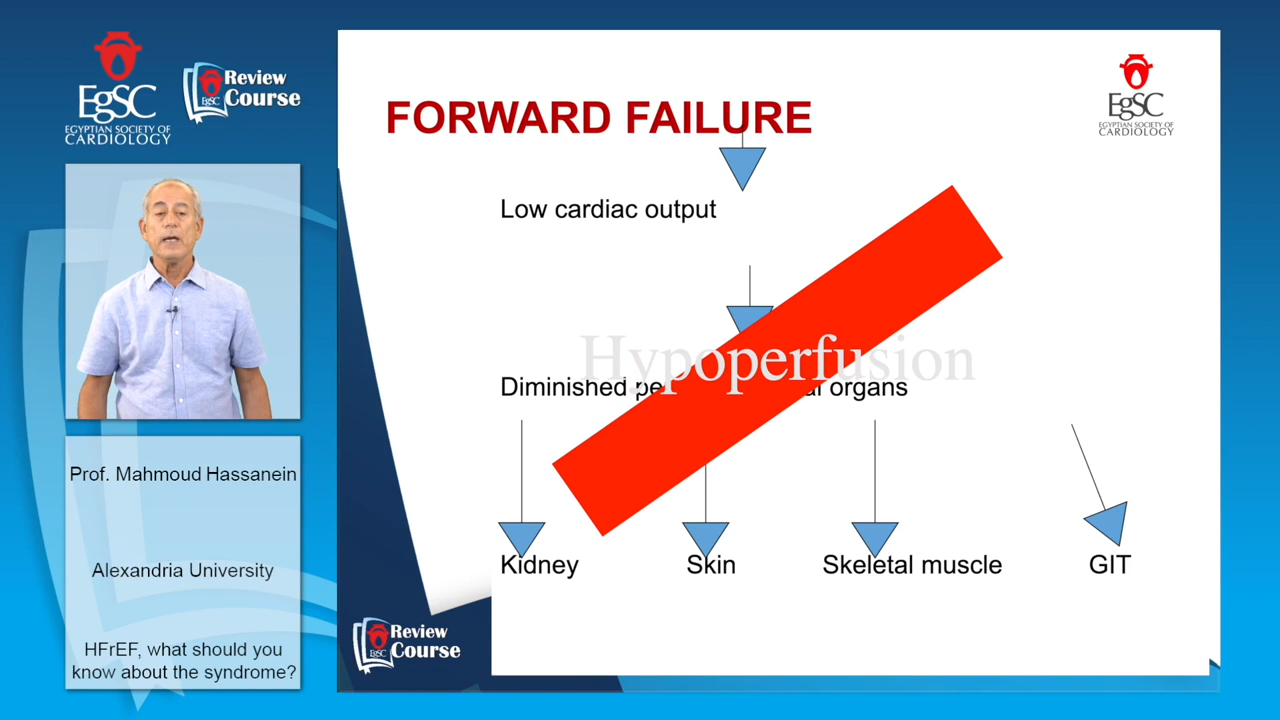 EgSC
EGYPTIAN SOCIETY OF
CARDIOLOGY
Review
Course
EgSC
Prof. Mahmoud Hassanein
Alexandria University
HFrEF, what should you
know about the syndrome?
FORWARD FAILURE
EgSC
EGYPTIAN SOCIETY OF
CARDIOLOGY
Low cardiac output
Hypoperfusion
Diminished organs
Kidney Skin Skeletal muscle GIT
Review
Course
EgSC